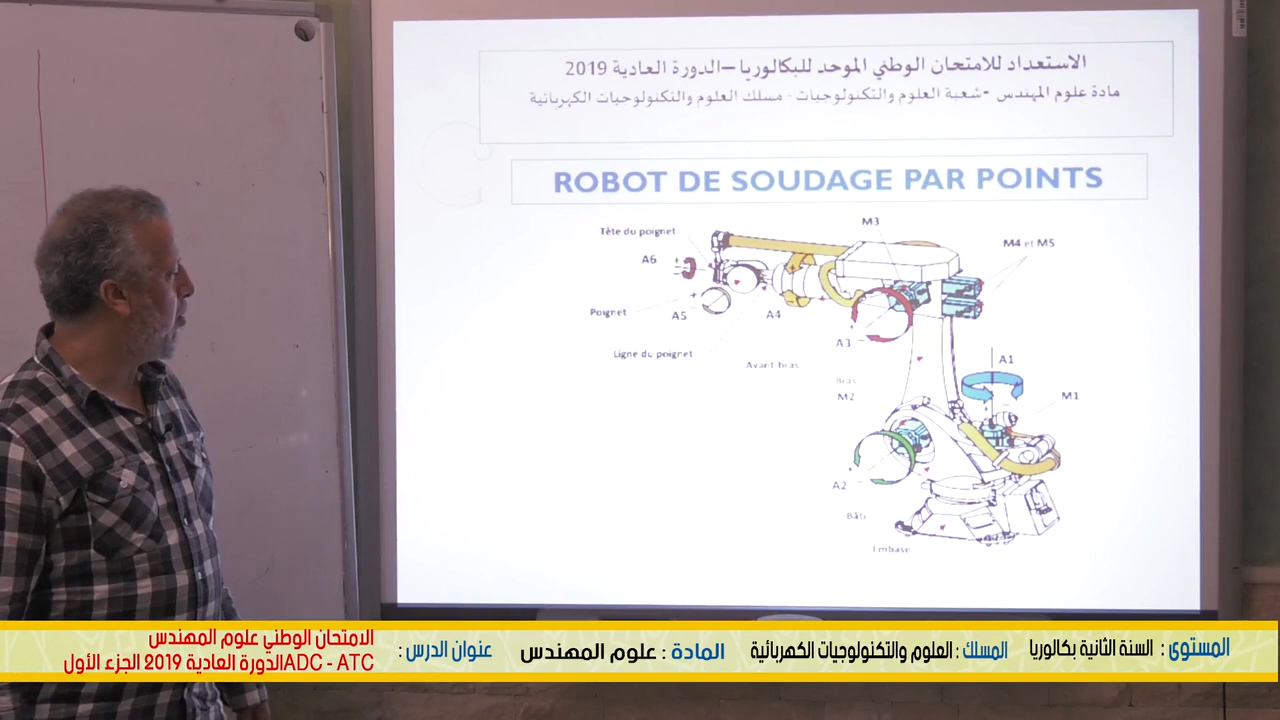 الاستعداد للامتحان الوطني الموحد للبكالوريا –الدورة العادية 2019
مادة علوم المهندس -شعبة العلوم والتكنولوجيات - مسلك العلوم والتكنولوجيات الكهربائية
ROBOT DE SOUDAGE PAR POINTS
M3
Tête du poignet
M4 et M5
A6
Poignet
A5
A4
A3
Ligne du poignet
A1
Avant bras
Bras
M2
M1
A2
Bâti
Embase
المستوى : السنة الثانية بكالوريا
المسلك : العلوم والتكنولوجيات الكهربائية
المادة : علوم المهندس
عنوان الدرس :
الامتحان الوطني علوم المهندس
ADC - ATCالدورة العادية 2019 الجزء الأول